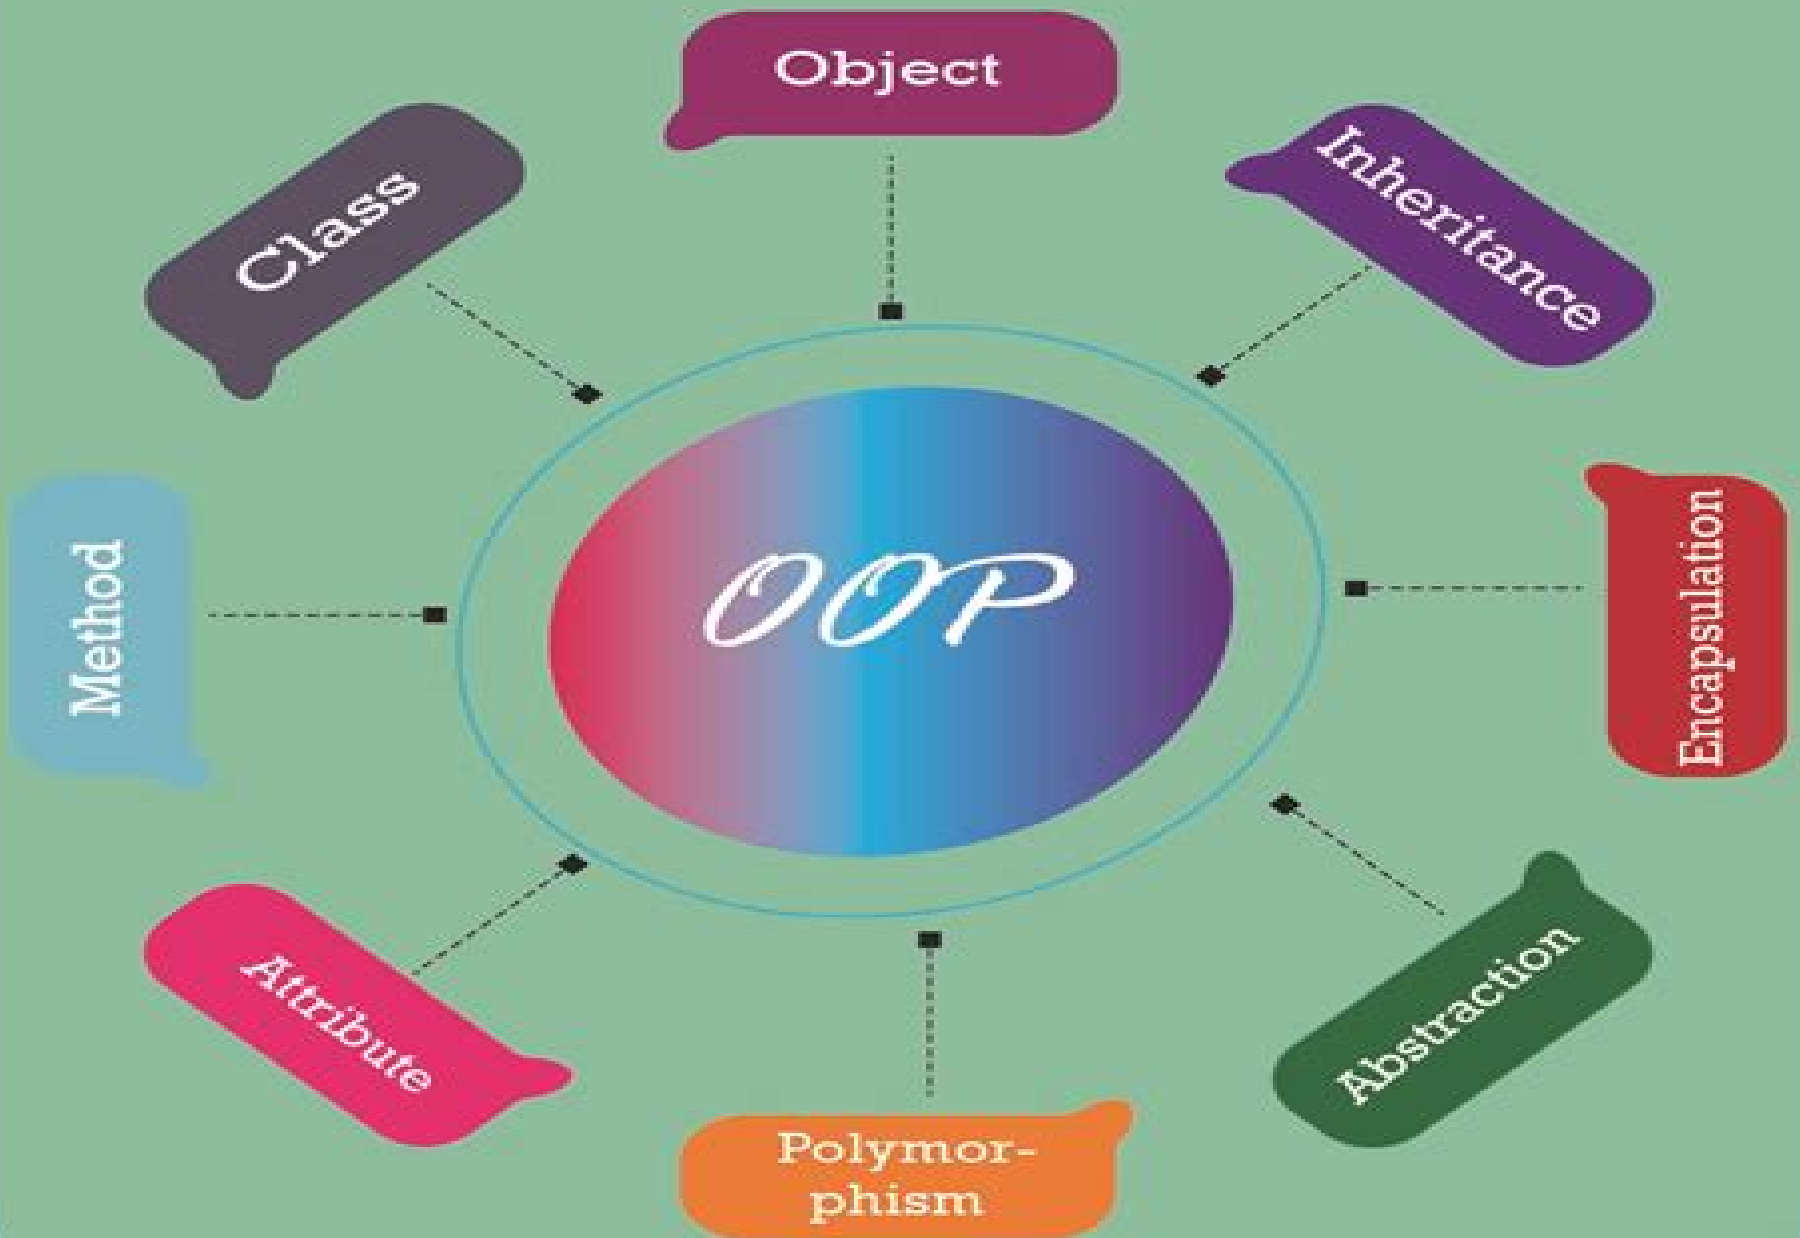 Object
Class
Inheritance
Method
OOP
Encapsulation
Attribute
Abstraction
Polymor-
phism